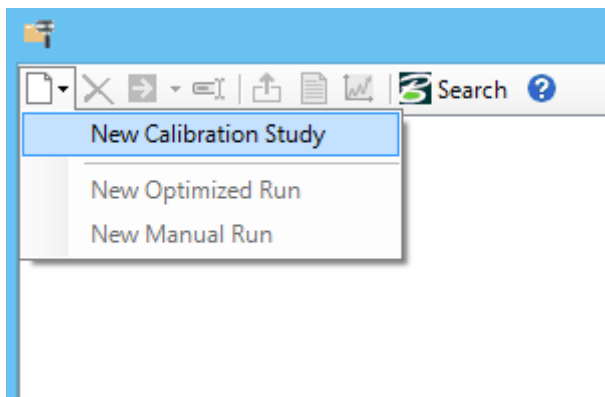 Search
New Calibration Study
New Optimized Run
New Manual Run